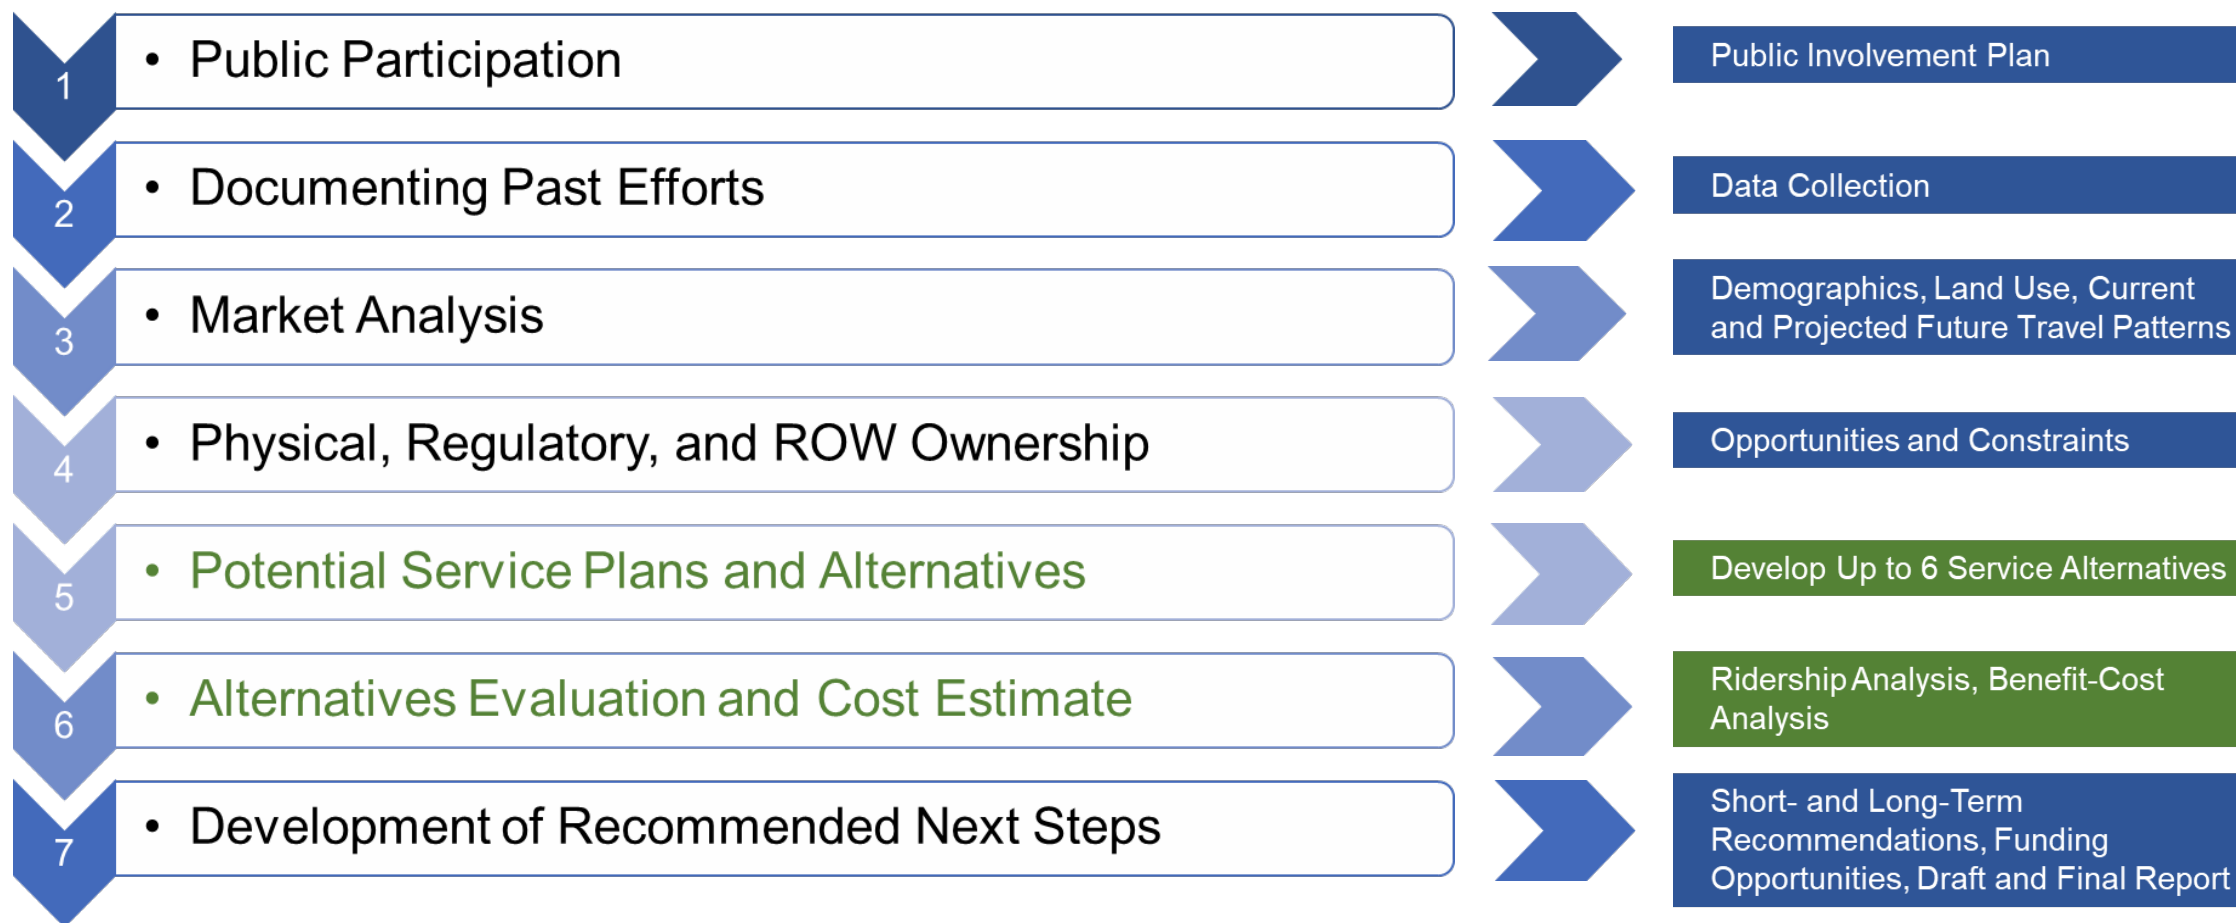 1
• Public Participation
Public Involvement Plan
2
• Documenting Past Efforts
Data Collection
3
• Market Analysis
Demographics, Land Use, Current
and Projected Future Travel Patterns
4
• Physical, Regulatory, and ROW Ownership
Opportunities and Constraints
5
• Potential Service Plans and Alternatives
Develop Up to 6 Service Alternatives
6
• Alternatives Evaluation and Cost Estimate
Ridership Analysis, Benefit-Cost
Analysis
7
• Development of Recommended Next Steps
Short- and Long-Term
Recommendations, Funding
Opportunities, Draft and Final Report